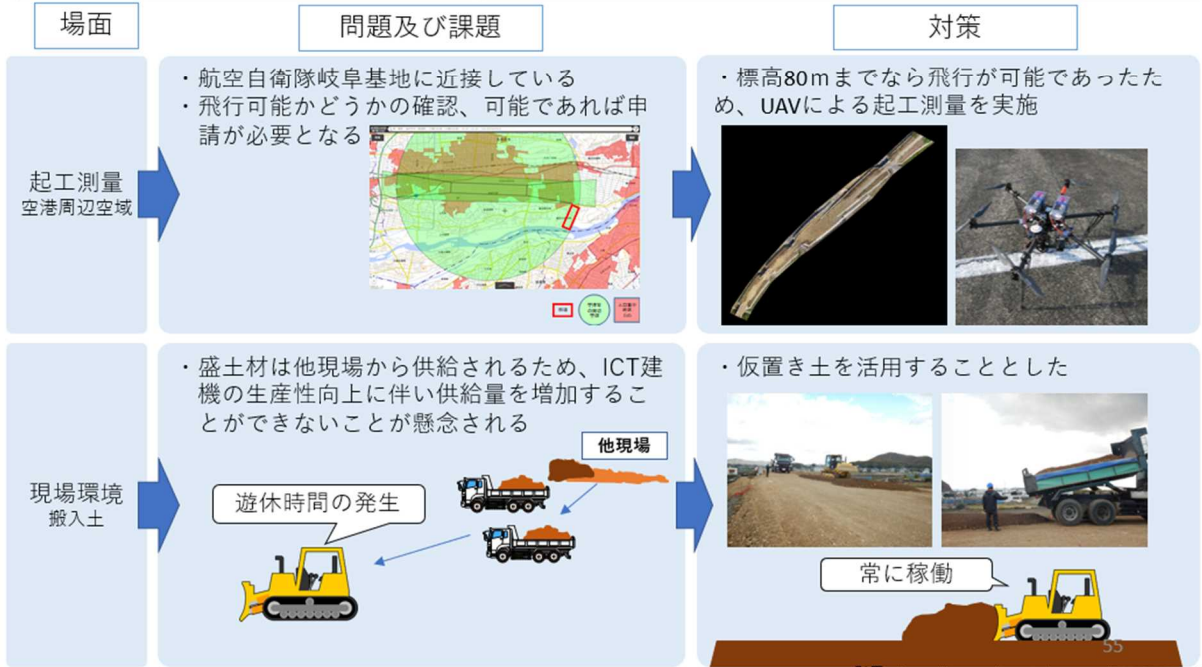 場面
問題及び課題
対策
起工測量
空港周辺空域
・航空自衛隊岐阜基地に近接している
・飛行可能かどうかの確認、可能であれば申
請が必要となる
・標高80ｍまでなら飛行が可能であったた
め、UAVによる起工測量を実施
現場環境
搬入土
・盛土材は他現場から供給されるため、ICT建
機の生産性向上に伴い供給量を増加するこ
とができないことが懸念される
他現場
遊休時間の発生
・仮置き土を活用することとした
常に稼働
55